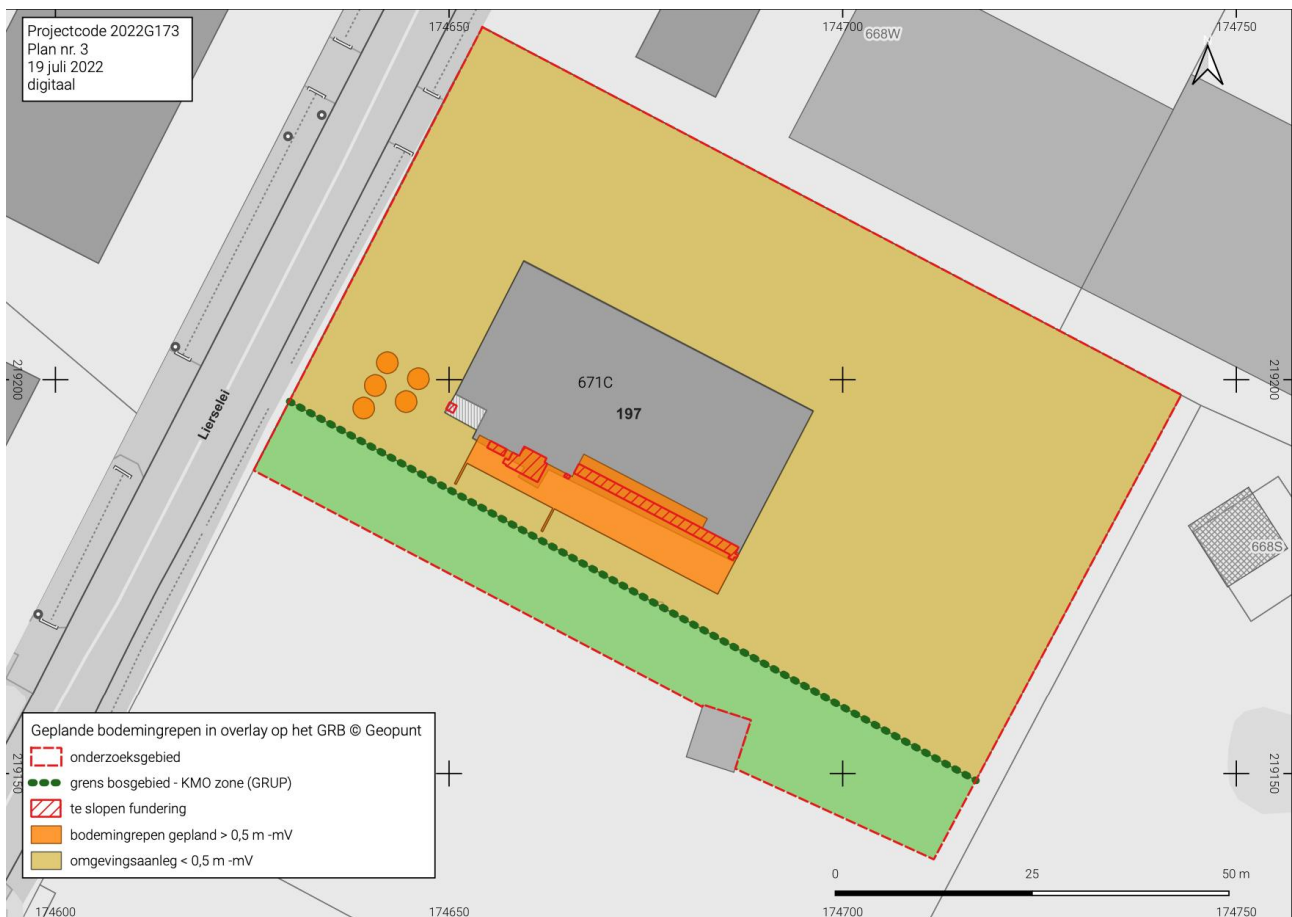 Projectcode 2022G173
Plan nr. 3
19 juli 2022
digitaal
174650
174700
174750
668W
219200
219200
671C
197
Lierselei
668S
219150
219150
Geplande bodemingrepen in overlay op het GRB © Geopunt
onderzoeksgebied
grens bosgebied - KMO zone (GRUP)
te slopen fundering
bodemingrepen gepland > 0,5 m -mV
omgevingsaanleg < 0,5 m -mV
0 25 50 m
174600
174650
174700
174750